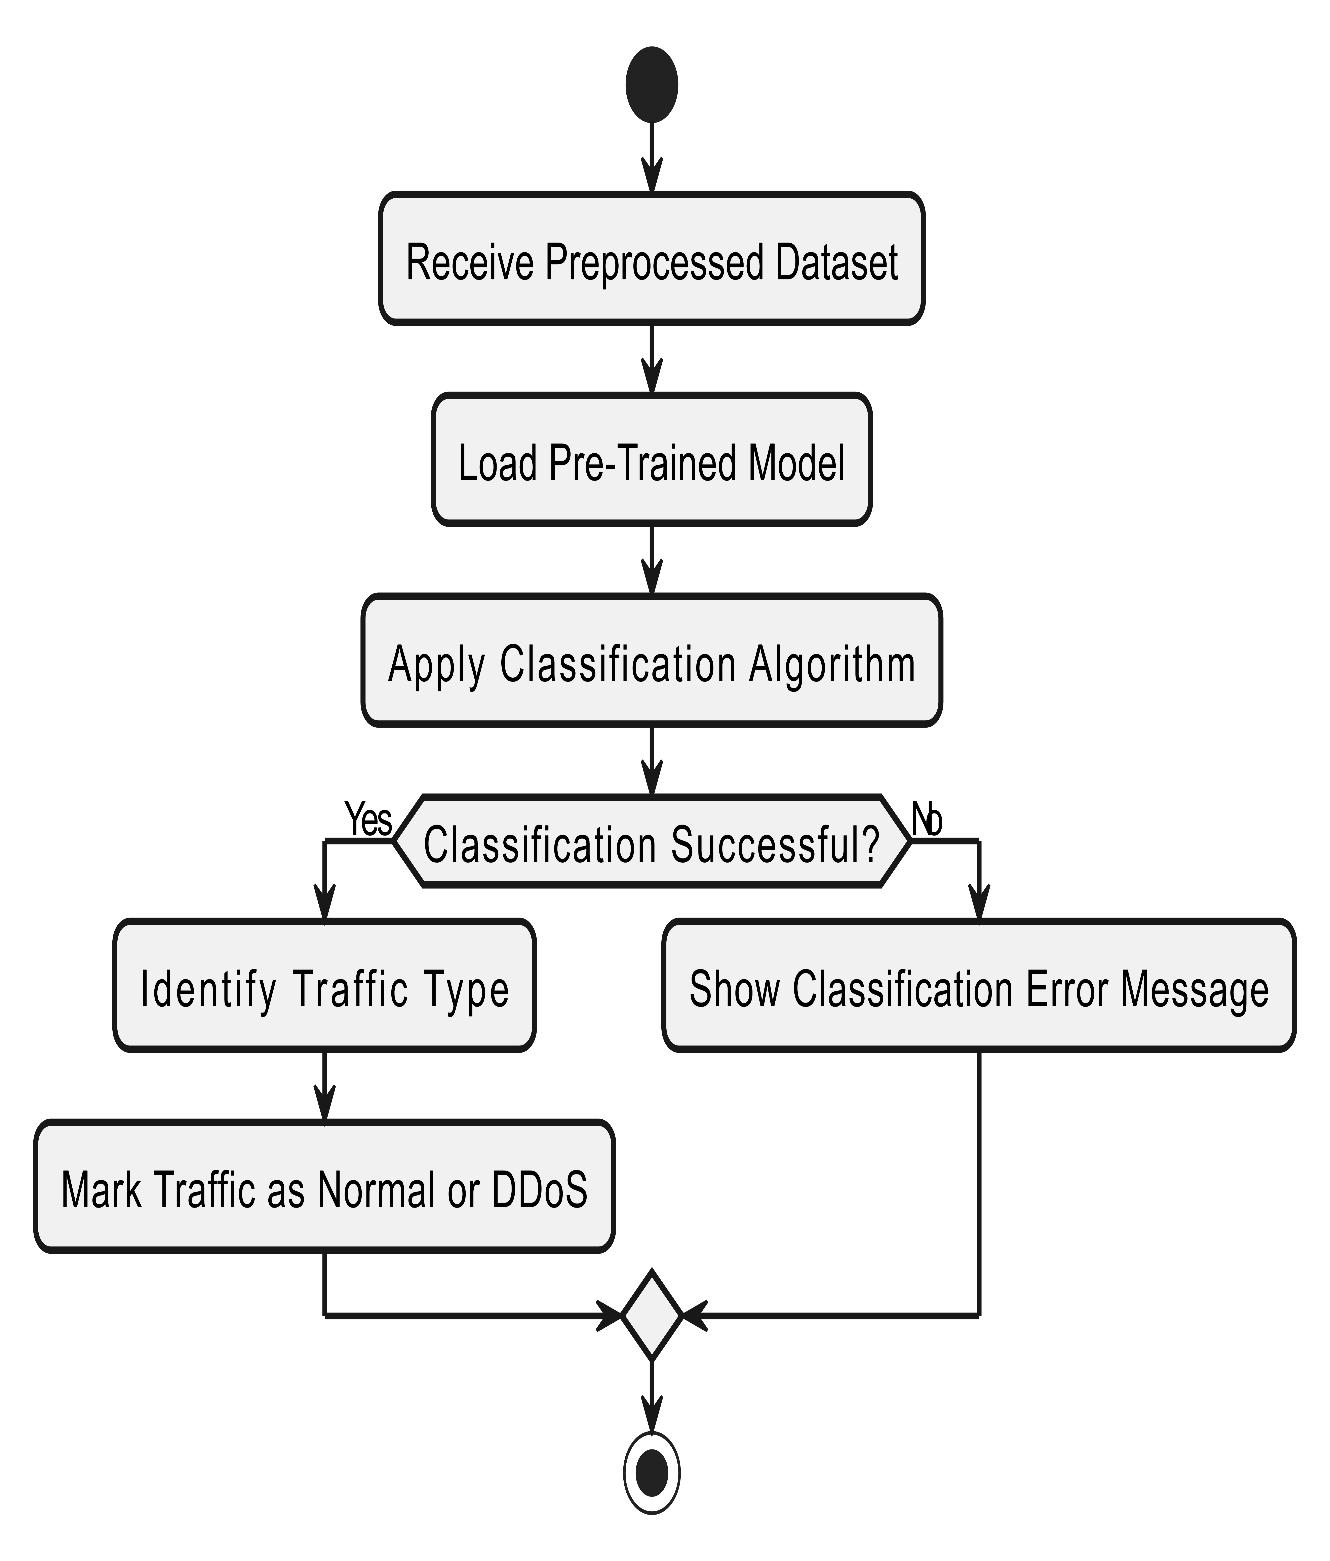 Receive Preprocessed Dataset
Load Pre-Trained Model
Apply Classification Algorithm
Yes
Classification Successful?
No
Identify Traffic Type
Show Classification Error Message
Mark Traffic as Normal or DDoS